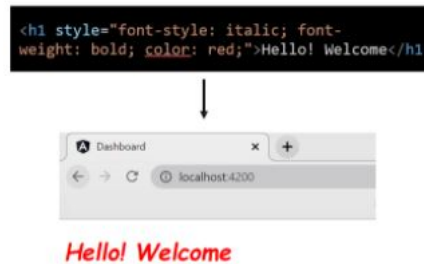 <h1 style="font-style: italic; font-
weight: bold; color: red;">Hello! Welcome</h1
Dashboard
localhost:4200
Hello! Welcome